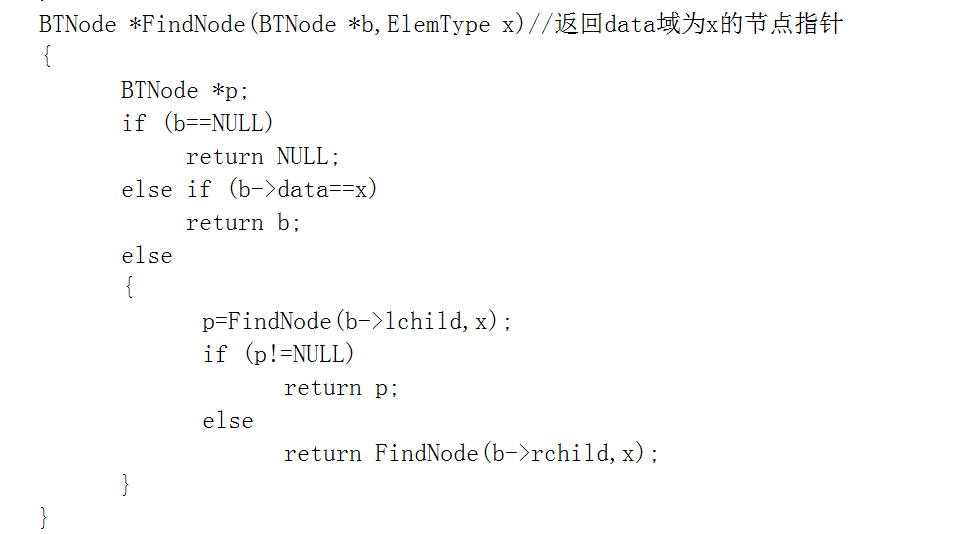 BTNode *FindNode(BTNode *b,ElemType x)//返回data域为x的节点指针
{
BTNode *p;
if (b==NULL)
return NULL;
else if (b->data==x)
return b;
else
{
p=FindNode(b->lchild,x);
if (p!=NULL)
return p;
else
return FindNode(b->rchild,x);
}
}